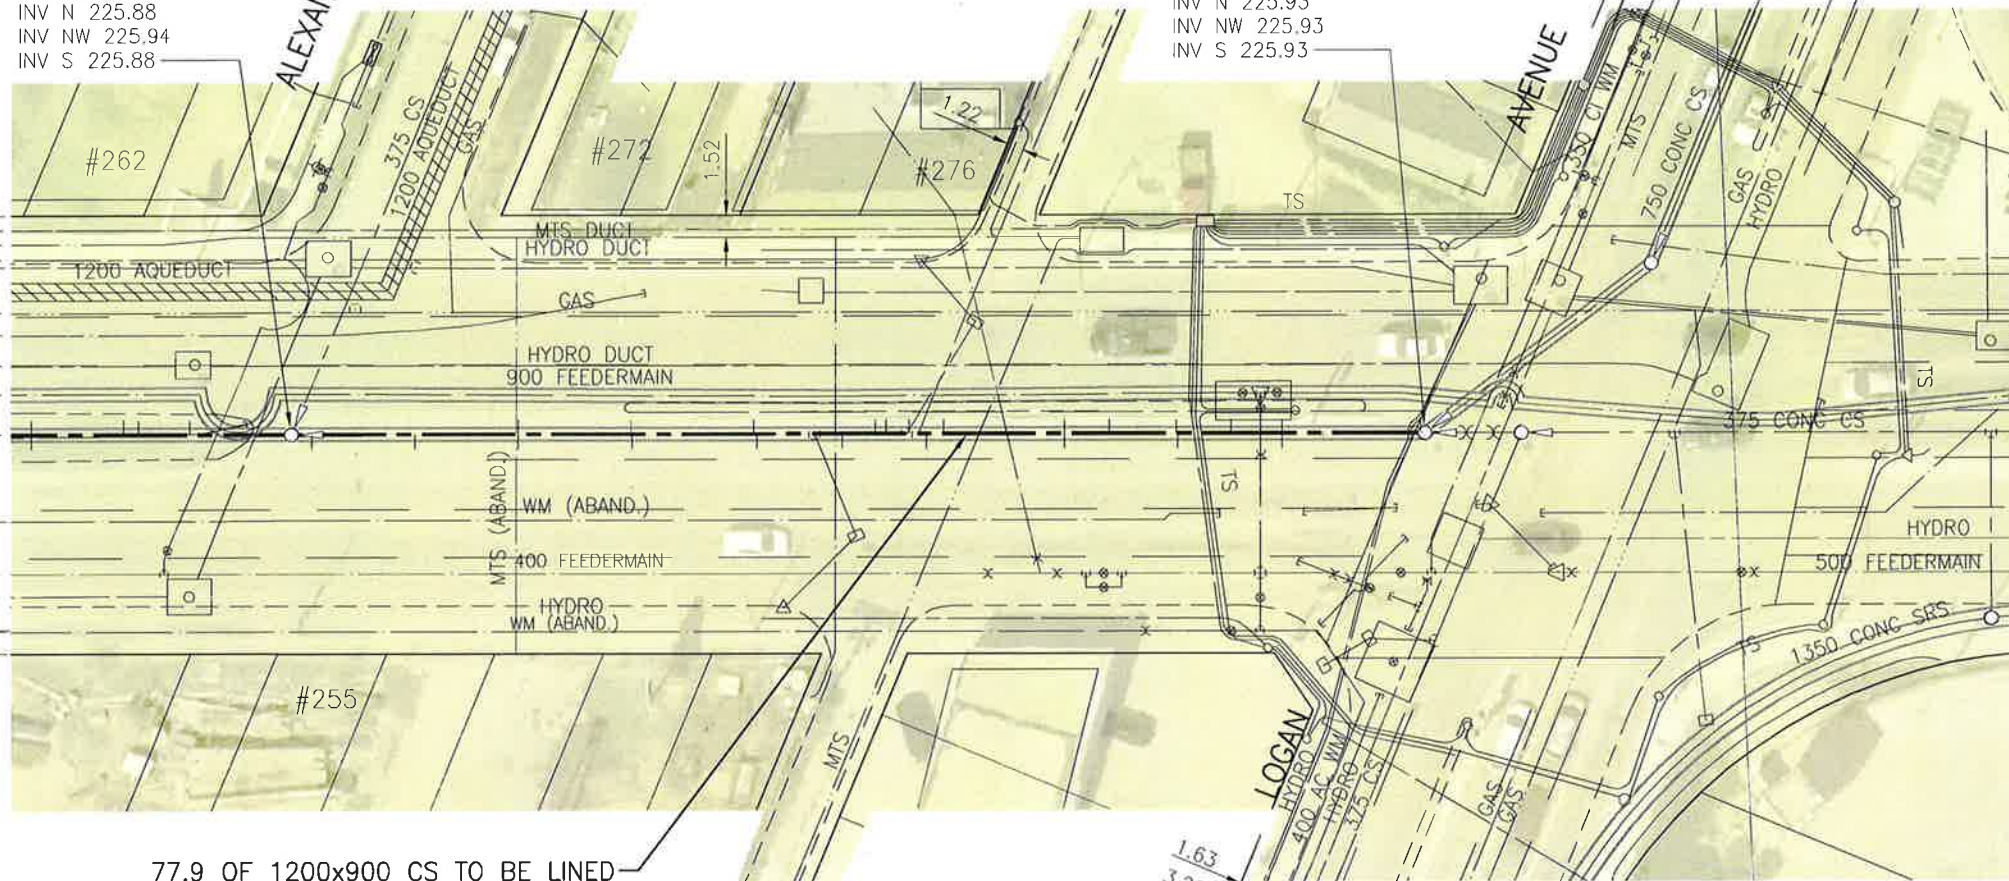 INV N 225.88
INV NW 225.94
INV S 225.88
INV N 225.93
INV NW 225.93
INV S 225.93
AVENUE
375 CS
1200 AQUEDUCT
GAS
#262
#272
1.52
1.22
#276
TS
1350 CI WM
MTS
750 CONC CS
GAS
HYDRO
MTS DUCT
HYDRO DUCT
1200 AQUEDUCT
GAS
HYDRO DUCT
900 FEEDERMAIN
TS
375 CONC CS
MTS (ABAND.)
WM (ABAND.)
TS
400 FEEDERMAIN
HYDRO
500 FEEDERMAIN
HYDRO
WM (ABAND.)
1350 CONC SRS
TS
#255
MTS
LOGAN
HYDRO
400 AC WM
HYDRO
375 CS
GAS
GAS
1.63
77.9 OF 1200x900 CS TO BE LINED